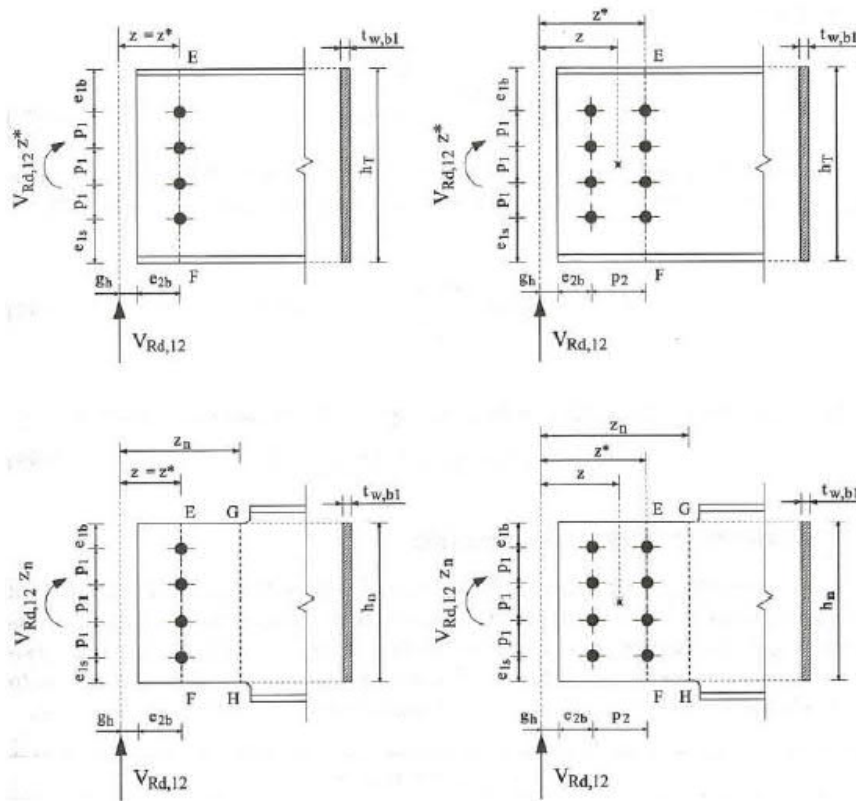 z = z*
t_w,b1
E
e_1b
p_1
p_1
p_1
e_1s
V_Rd,12 z*
h_T
F
g_h
e_2b
V_Rd,12
z*
z
t_w,b1
E
e_1b
p_1
p_1
p_1
e_1s
V_Rd,12 z*
h_T
F
g_h
e_2b
p_2
V_Rd,12
z_n
z = z*
t_w,b1
E
G
e_1b
p_1
p_1
p_1
e_1s
V_Rd,12 z_n
h_n
F
H
g_h
e_2b
V_Rd,12
z_n
z*
z
t_w,b1
E
G
e_1b
p_1
p_1
p_1
e_1s
V_Rd,12 z_n
h_n
F
H
g_h
e_2b
p_2
V_Rd,12